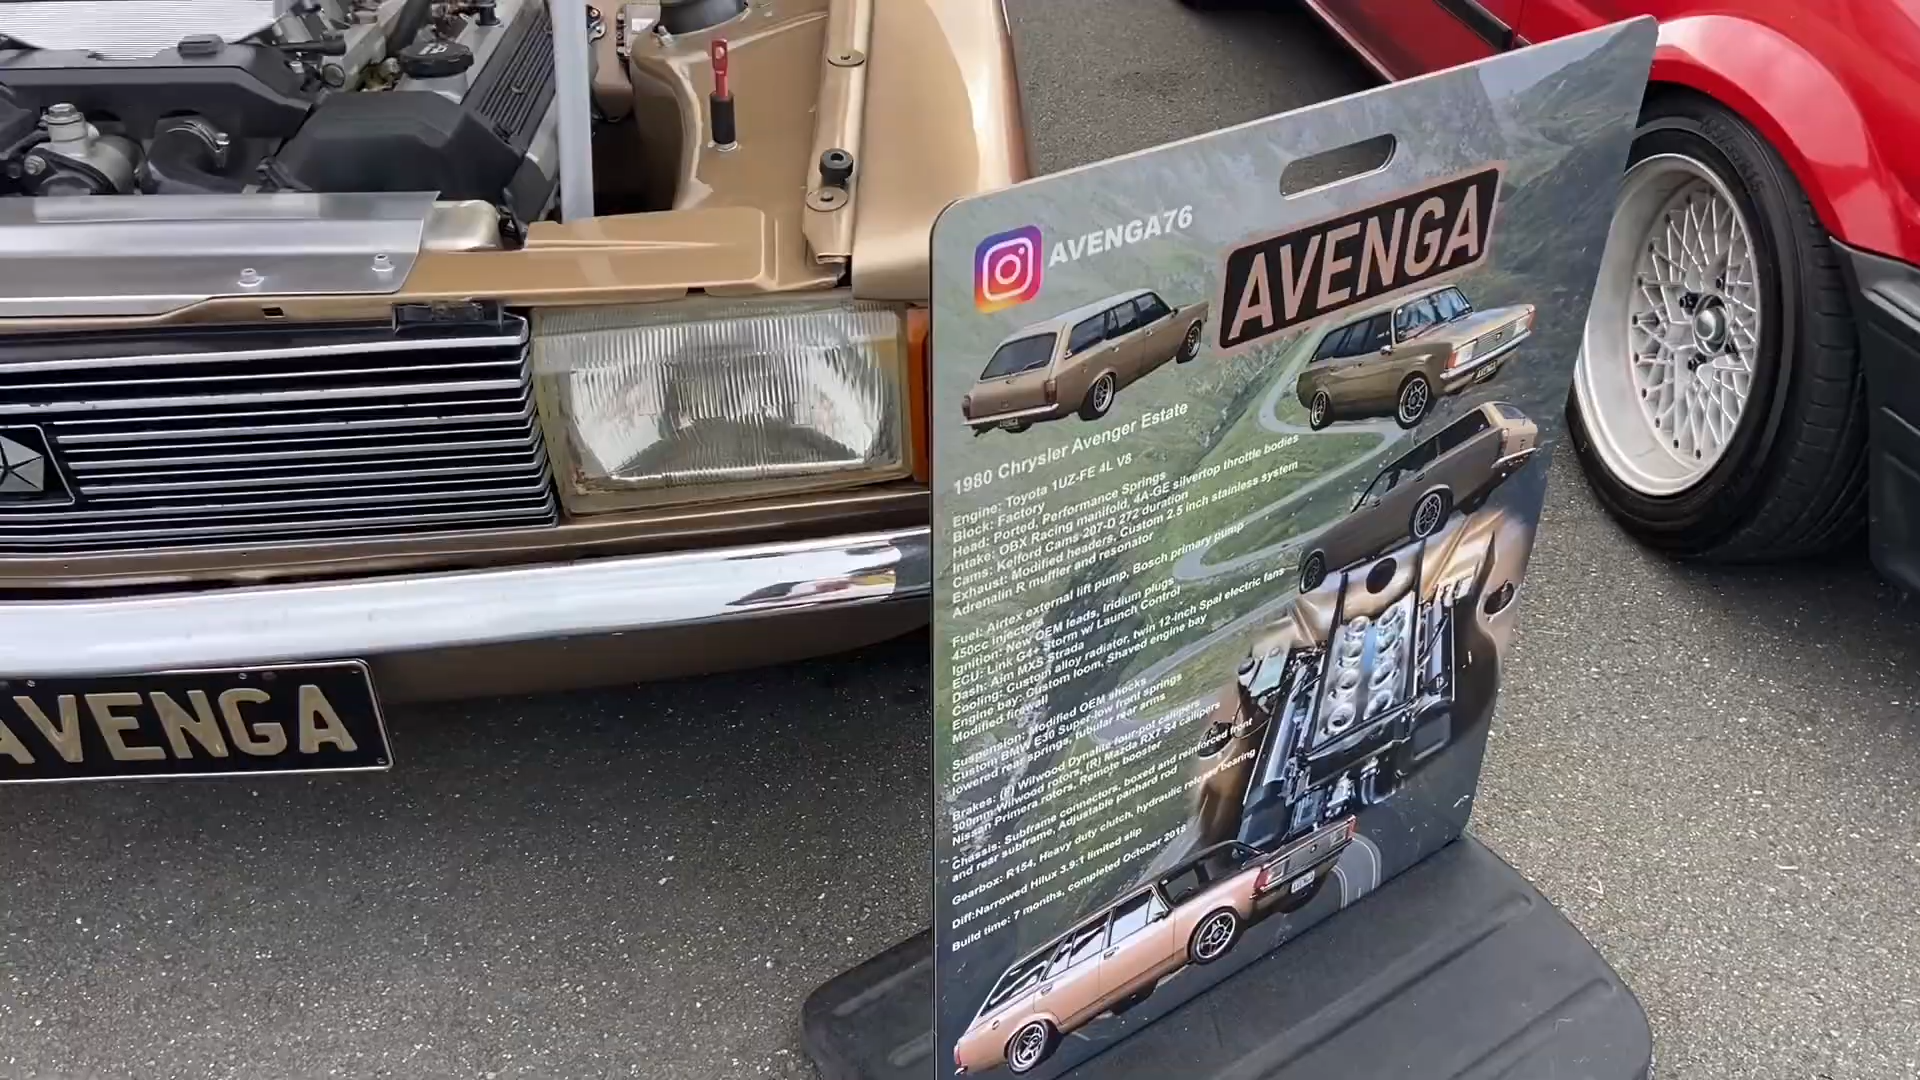 AVENGA76
AVENGA
1980 Chrysler Avenger Estate
Engine: Toyota 1UZ-FE 4L V8
Block: Factory
Head: Ported, Performance Springs
Intake: OBX Racing manifold, 4A-GE silvertop throttle bodies
Cams: Kelford Cams 207-D 272 duration
Exhaust: Modified headers, Custom 2.5 inch stainless system
Adrenalin R muffler and resonator
Fuel: Airtex external lift pump, Bosch primary pump
450cc injectors
Ignition: New OEM leads, Iridium plugs
ECU: Link G4+ Storm w/ Launch Control
Dash: Aim MXS Strada
Cooling: Custom alloy radiator, twin 12-inch Spal electric fans
Engine bay: Custom loom, Shaved engine bay
Modified firewall
Suspension: Modified OEM shocks
Custom BMW E30 Super-low front springs
lowered rear springs, tubular rear arms
Brakes: (F) Wilwood Dynalite four-pot callipers
300mm Wilwood rotors, (R) Mazda RX7 S4 callipers
Nissan Primera rotors, Remote booster
Chassis: Subframe connectors, boxed and reinforced front
and rear subframe, Adjustable panhard rod
Gearbox: R154, Heavy duty clutch, hydraulic release bearing
Diff:Narrowed Hilux 3.9:1 limited slip
Build time: 7 months, completed October 2018
AVENGA